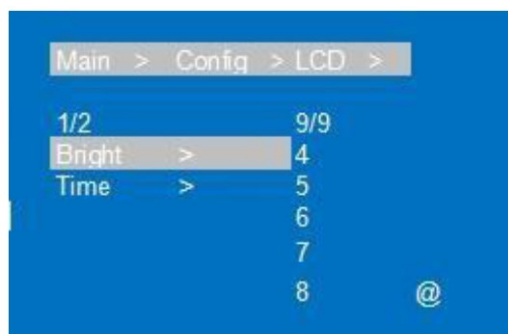 Main > Config > LCD >
1/2 9/9
Bright > 4
Time > 5
6
7
8 @